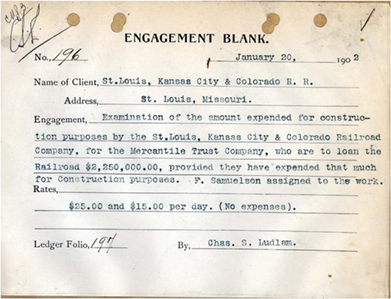 ENGAGEMENT BLANK.
No., 196 January 20, 1902
Name of Client, St.Louis, Kansas City & Colorado R. R.
Address, St. Louis, Missouri.
Engagement, Examination of the amount expended for construc-
tion purposes by the St.Louis, Kansas City & Colorado Railroad
Company, for the Mercantile Trust Company, who are to loan the
Railroad $2,250,000.00, provided they have expended that much
for Construction purposes. F. Samuelson assigned to the work.
Rates,
$25.00 and $15.00 per day. (No expenses).
Ledger Folio, 197 By, Chas. S. Ludlam.